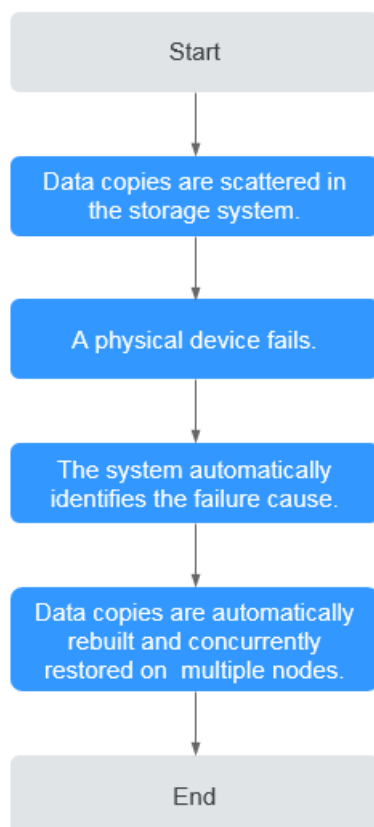 Start
Data copies are scattered in
the storage system.
A physical device fails.
The system automatically
identifies the failure cause.
Data copies are automatically
rebuilt and concurrently
restored on  multiple nodes.
End